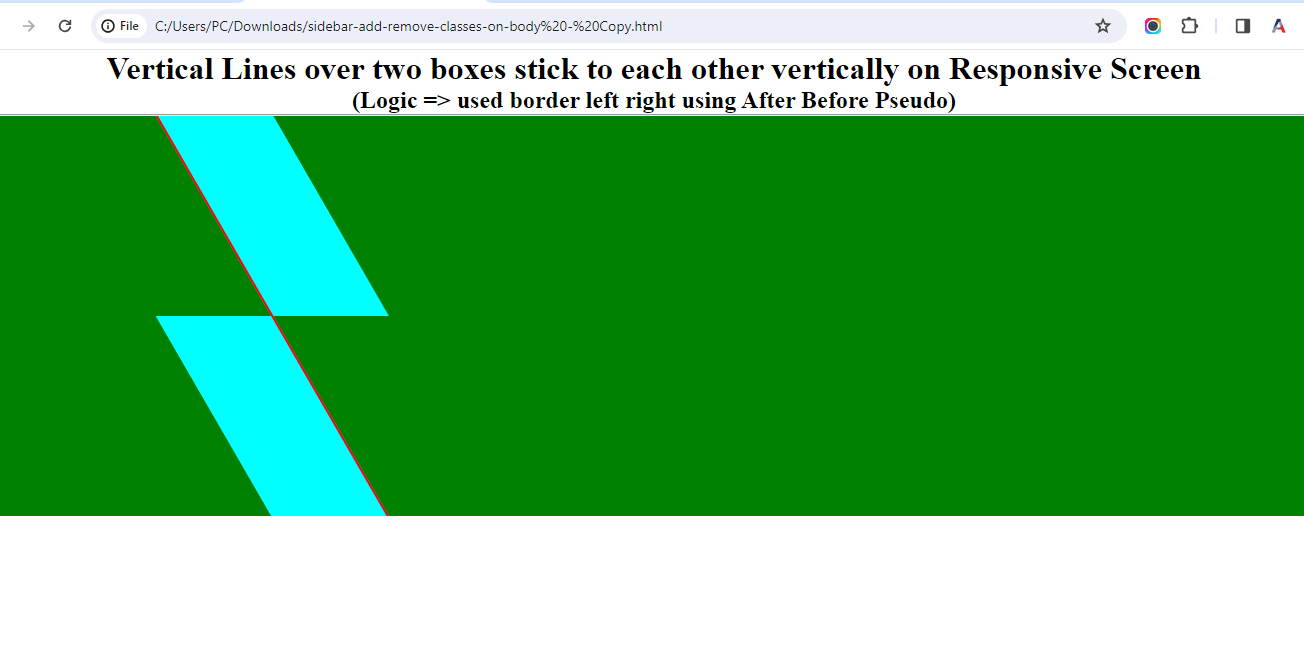 File C:/Users/PC/Downloads/sidebar-add-remove-classes-on-body%20-%20Copy.html
Vertical Lines over two boxes stick to each other vertically on Responsive Screen
(Logic => used border left right using After Before Pseudo)